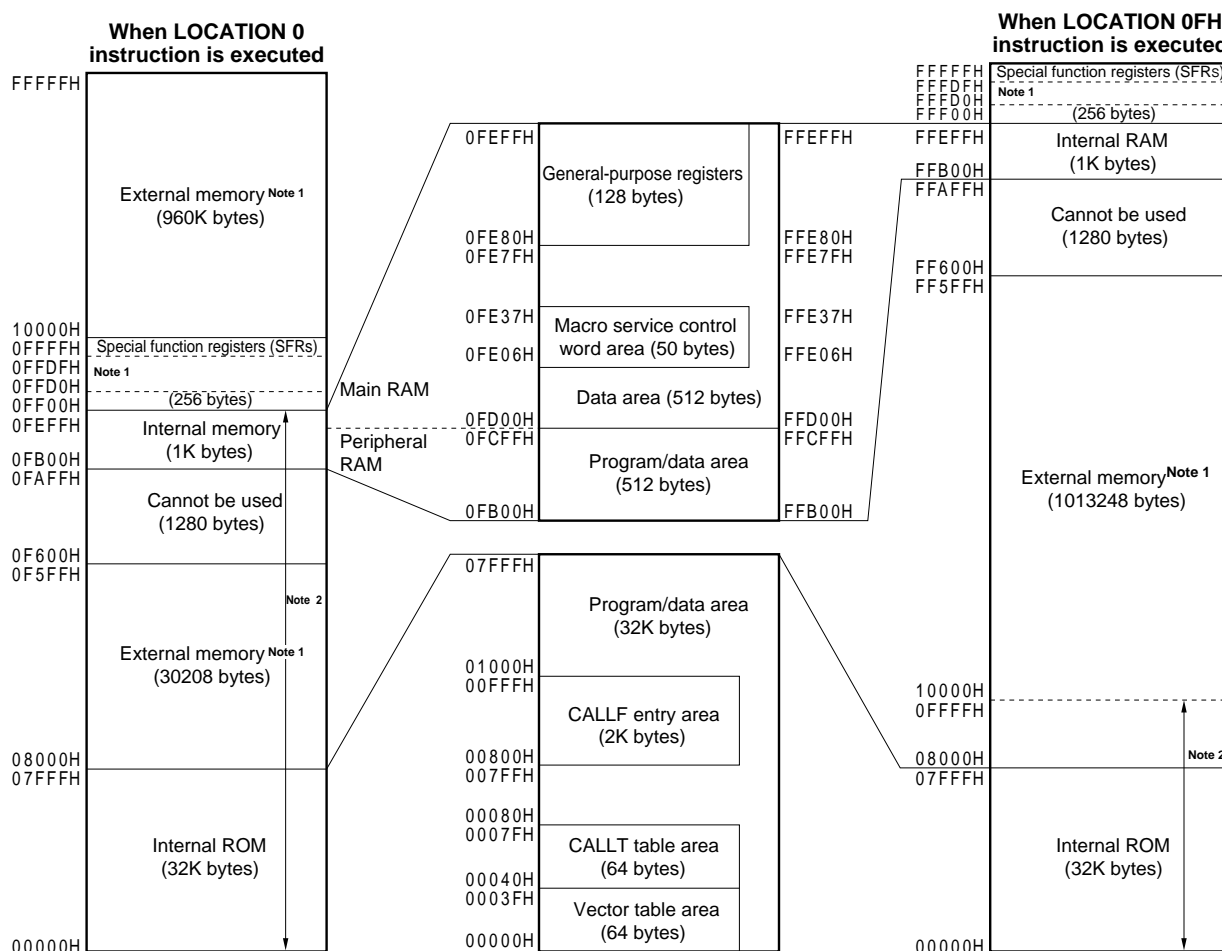 When LOCATION 0
instruction is executed
FFFFFH
External memory Note 1
(960K bytes)
10000H
0FFFFH
Special function registers (SFRs)
0FFDFH
Note 1
0FFD0H
0FF00H
(256 bytes)
0FEFFH
Internal memory
(1K bytes)
0FB00H
0FAFFH
Cannot be used
(1280 bytes)
0F600H
0F5FFH
Note 2
External memory Note 1
(30208 bytes)
08000H
07FFFH
Internal ROM
(32K bytes)
00000H
Main RAM
Peripheral
RAM
0FEFFH
FFEFFH
General-purpose registers
(128 bytes)
0FE80H
FFE80H
0FE7FH
FFE7FH
0FE37H
FFE37H
Macro service control
word area (50 bytes)
0FE06H
FFE06H
Data area (512 bytes)
0FD00H
FFD00H
0FCFFH
FFCFFH
Program/data area
(512 bytes)
0FB00H
FFB00H
07FFFH
Program/data area
(32K bytes)
01000H
00FFFH
CALLF entry area
(2K bytes)
00800H
007FFH
00080H
0007FH
CALLT table area
(64 bytes)
00040H
0003FH
Vector table area
(64 bytes)
00000H
When LOCATION 0FH
instruction is executed
FFFFFH
Special function registers (SFRs)
FFFDFH
Note 1
FFFD0H
FFF00H
(256 bytes)
FFEFFH
Internal RAM
(1K bytes)
FFB00H
FFAFFH
Cannot be used
(1280 bytes)
FF600H
FF5FFH
External memory Note 1
(1013248 bytes)
10000H
0FFFFH
Note 2
08000H
07FFFH
Internal ROM
(32K bytes)
00000H